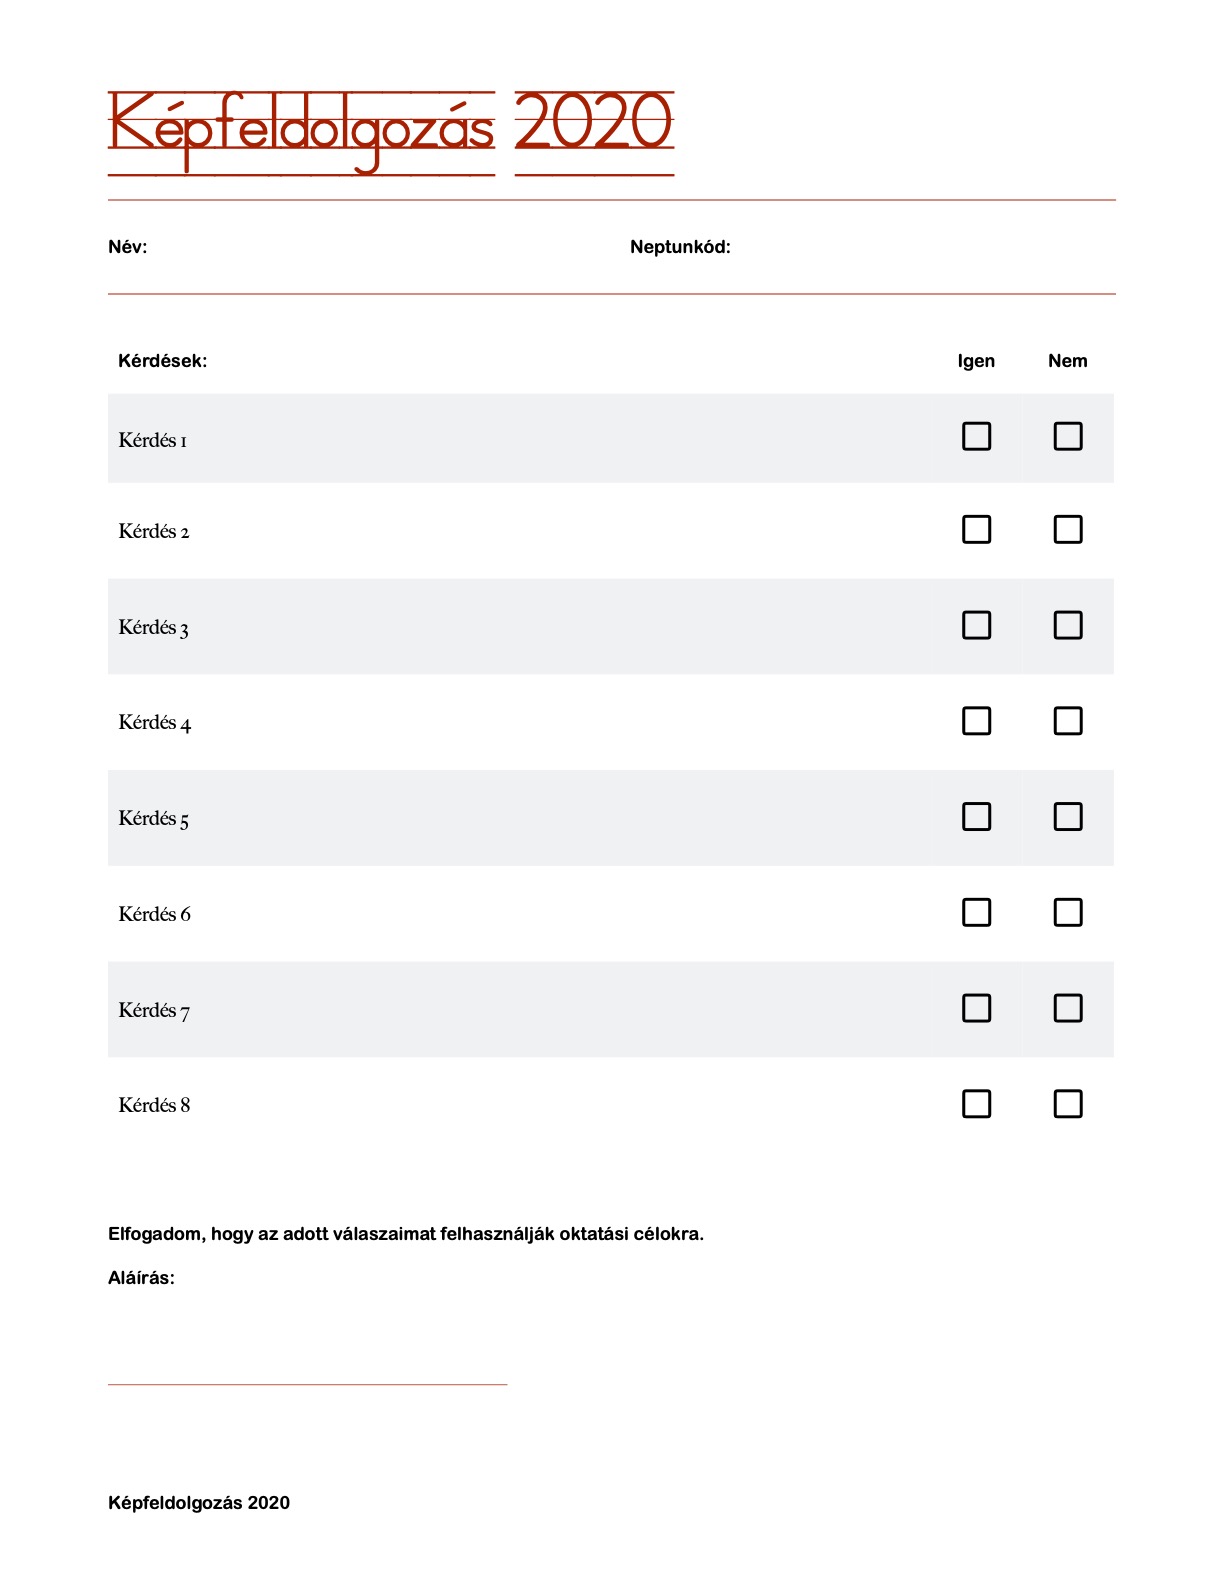 Képfeldolgozás 2020
Név: Neptunkód:
Kérdések: Igen Nem
Kérdés 1
Kérdés 2
Kérdés 3
Kérdés 4
Kérdés 5
Kérdés 6
Kérdés 7
Kérdés 8
Elfogadom, hogy az adott válaszaimat felhasználják oktatási célokra.
Aláírás:
Képfeldolgozás 2020